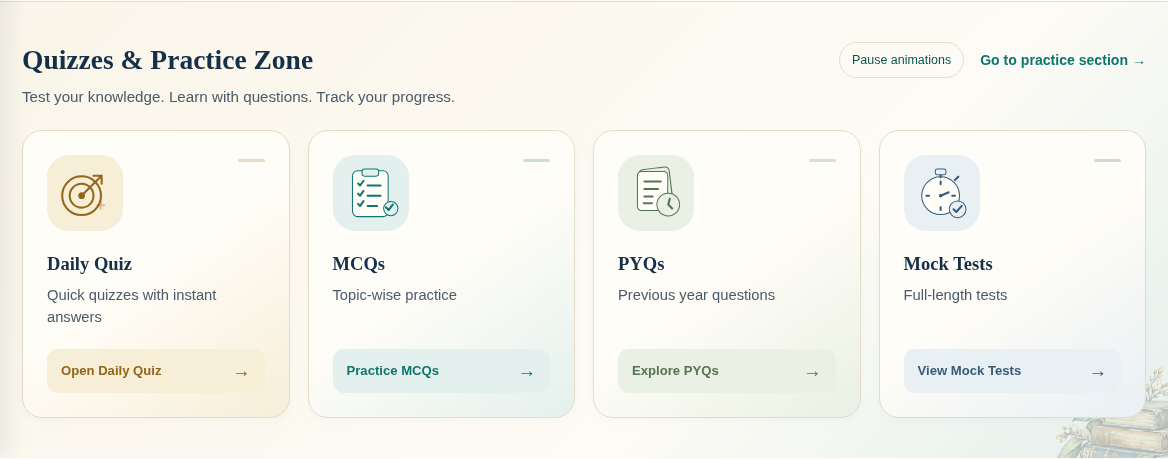 Quizzes & Practice Zone
Pause animations
Go to practice section →
Test your knowledge. Learn with questions. Track your progress.
Daily Quiz
Quick quizzes with instant
answers
Open Daily Quiz →
MCQs
Topic-wise practice
Practice MCQs →
PYQs
Previous year questions
Explore PYQs →
Mock Tests
Full-length tests
View Mock Tests →